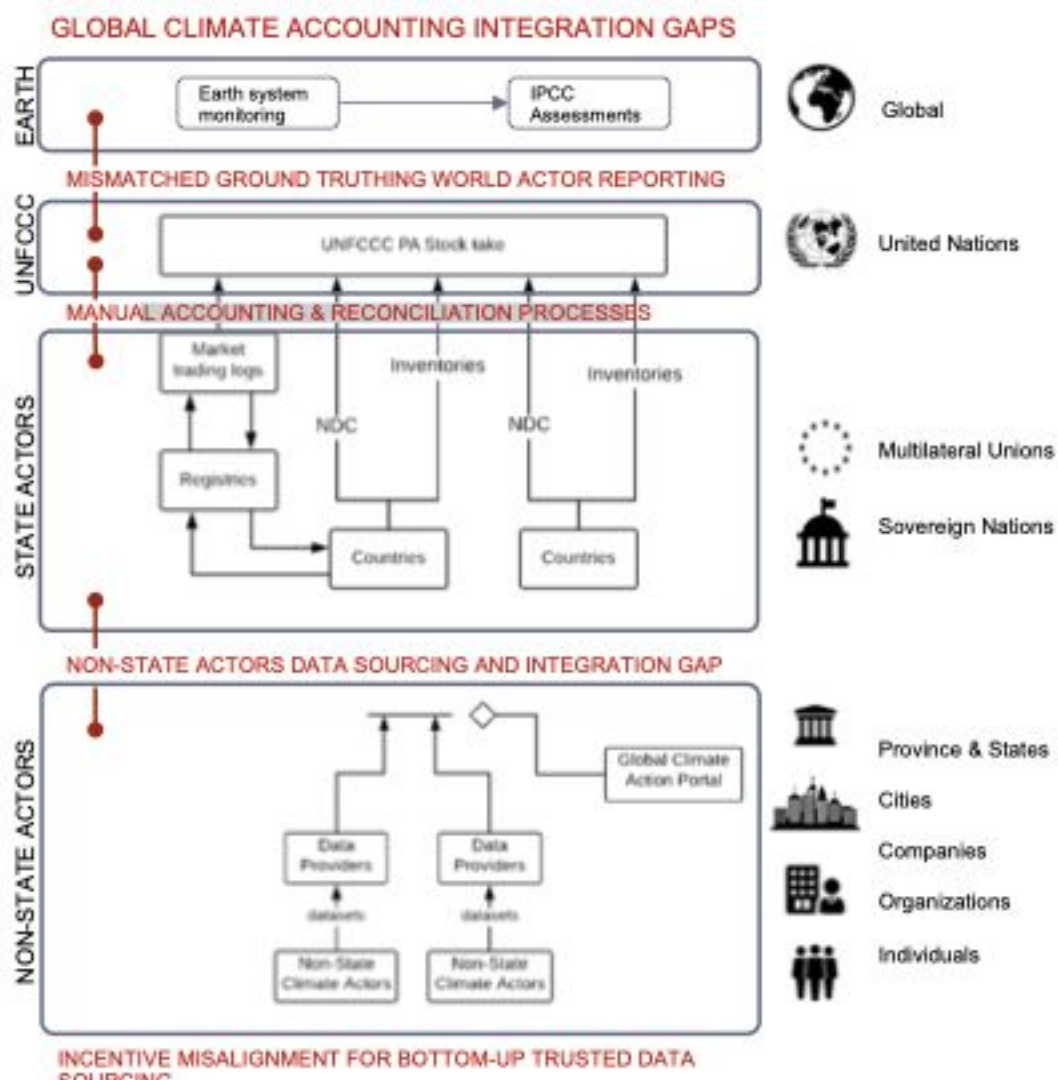 GLOBAL CLIMATE ACCOUNTING INTEGRATION GAPS
EARTH
Earth system
monitoring
IPCC
Assessments
Global
MISMATCHED GROUND TRUTHING WORLD ACTOR REPORTING
UNFCCC
UNFCCC PA Stock take
United Nations
MANUAL ACCOUNTING & RECONCILIATION PROCESSES
STATE ACTORS
Market
trading logs
Inventories
Inventories
NDC
NDC
Registries
Countries
Countries
Multilateral Unions
Sovereign Nations
NON-STATE ACTORS DATA SOURCING AND INTEGRATION GAP
NON-STATE ACTORS
Global Climate
Action Portal
Data
Providers
Data
Providers
datasets
datasets
Non-State
Climate Actors
Non-State
Climate Actors
Province & States
Cities
Companies
Organizations
Individuals
INCENTIVE MISALIGNMENT FOR BOTTOM-UP TRUSTED DATA
SOURCING